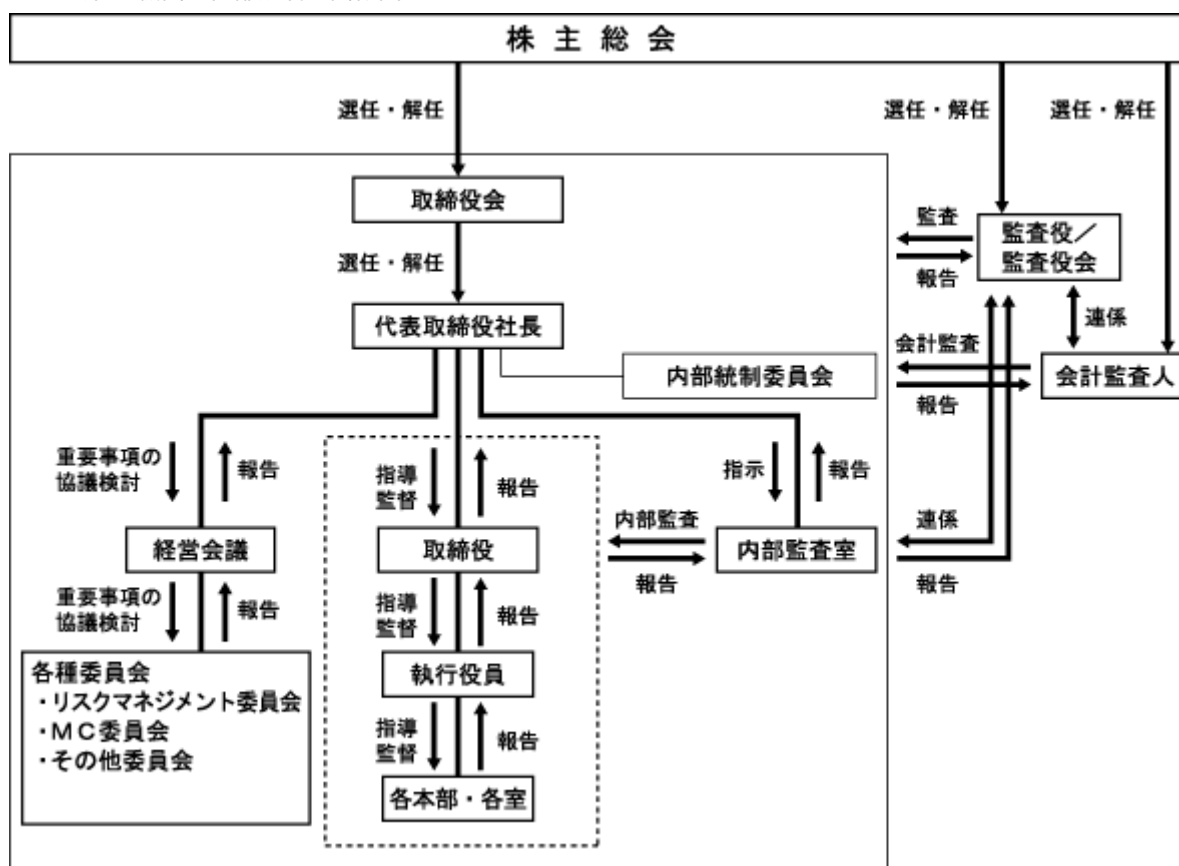 株主総会
選任・解任
選任・解任
選任・解任
取締役会
監査役／
監査役会
監査
報告
選任・解任
代表取締役社長
連係
会計監査
報告
内部統制委員会
会計監査人
重要事項の
協議検討
報告
指導
監督
報告
指示
報告
経営会議
取締役
内部監査
報告
内部監査室
連係
報告
重要事項の
協議検討
報告
指導
監督
報告
各種委員会
・リスクマネジメント委員会
・ＭＣ委員会
・その他委員会
執行役員
指導
監督
報告
各本部・各室